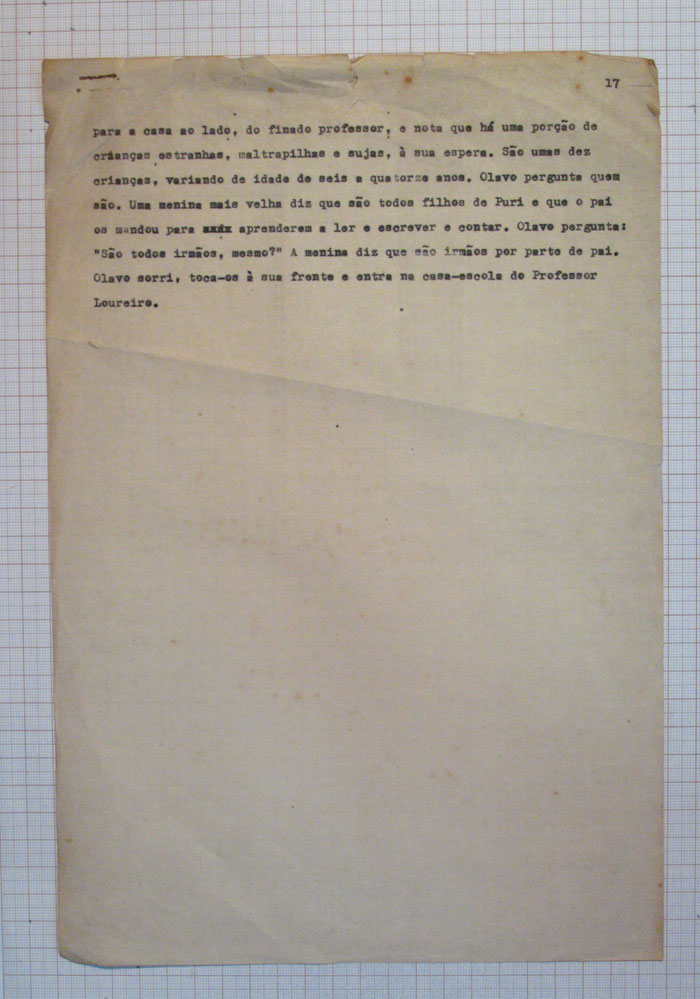 17
para a casa ao lado, do finado professor, e nota que há uma porção de
crianças estranhas, maltrapilhas e sujas, à sua espera. São umas dez
crianças, variando de idade de seis a quatorze anos. Olavo pergunta quem
são. Uma menina mais velha diz que são todos filhos de Puri e que o pai
os mandou para xxxx aprenderem a ler e escrever e contar. Olavo pergunta:
"São todos irmãos, mesmo?" A menina diz que são irmãos por parte de pai.
Olavo sorri, toca-os à sua frente e entra na casa-escola do Professor
Loureiro.